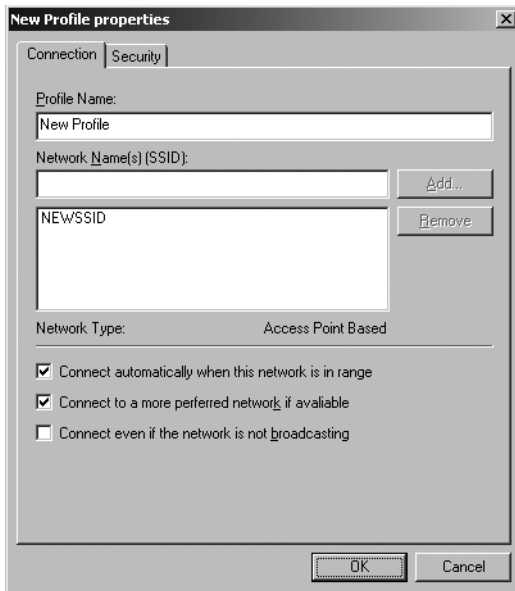 New Profile properties
Connection Security
Profile Name:
New Profile
Network Name(s) (SSID):
Add...
NEWSSID
Remove
Network Type: Access Point Based
Connect automatically when this network is in range
Connect to a more perferred network if avaliable
Connect even if the network is not broadcasting
OK Cancel